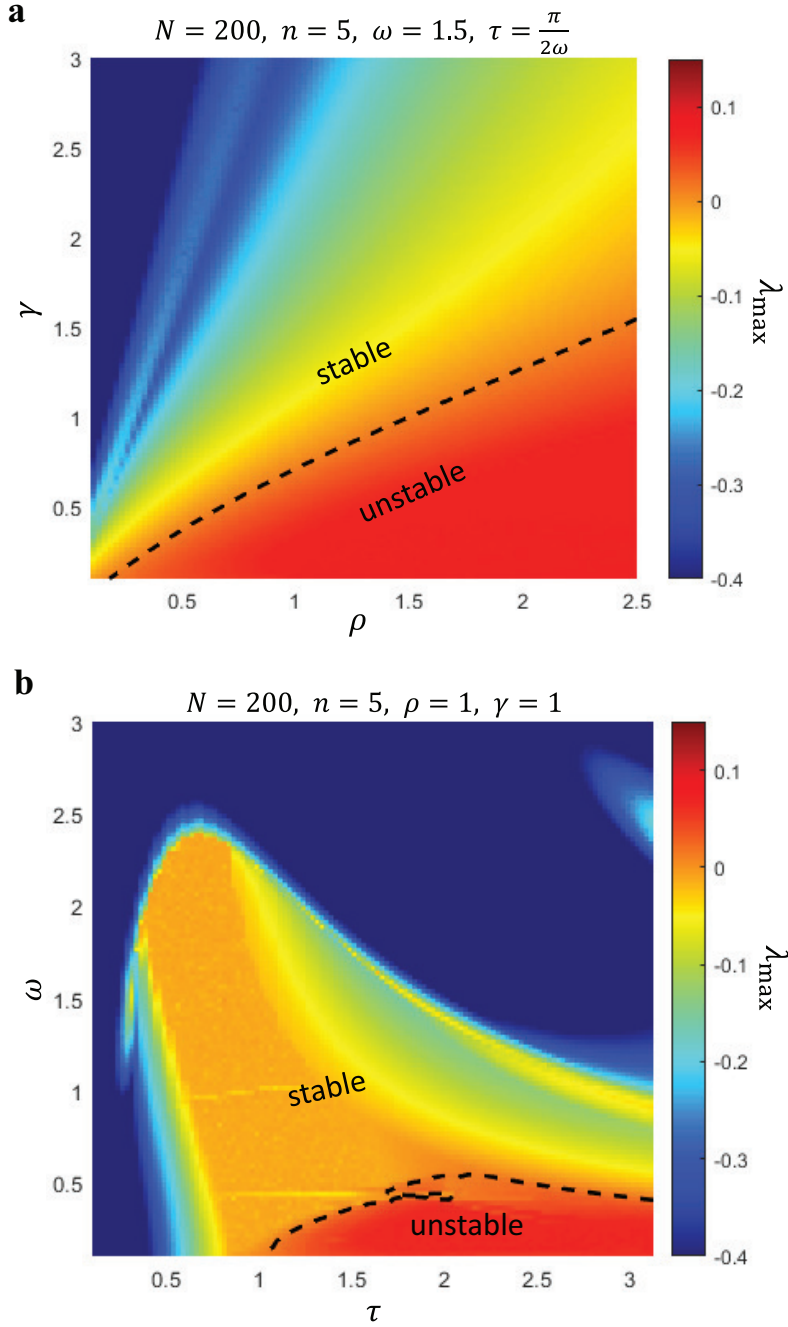 a
N = 200, n = 5, ω = 1.5, τ = π/2ω
3
2.5
2
1.5
1
0.5
γ
0.5 1 1.5 2 2.5
ρ
stable
unstable
0.1
0
-0.1
-0.2
-0.3
-0.4
λmax
b
N = 200, n = 5, ρ = 1, γ = 1
3
2.5
2
1.5
1
0.5
ω
0.5 1 1.5 2 2.5 3
τ
stable
unstable
0.1
0
-0.1
-0.2
-0.3
-0.4
λmax